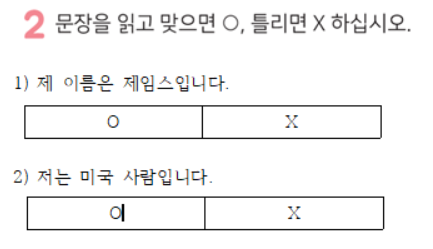 2 문장을 읽고 맞으면 O, 틀리면 X 하십시오.
1) 제 이름은 제임스입니다.
O X
2) 저는 미국 사람입니다.
O X